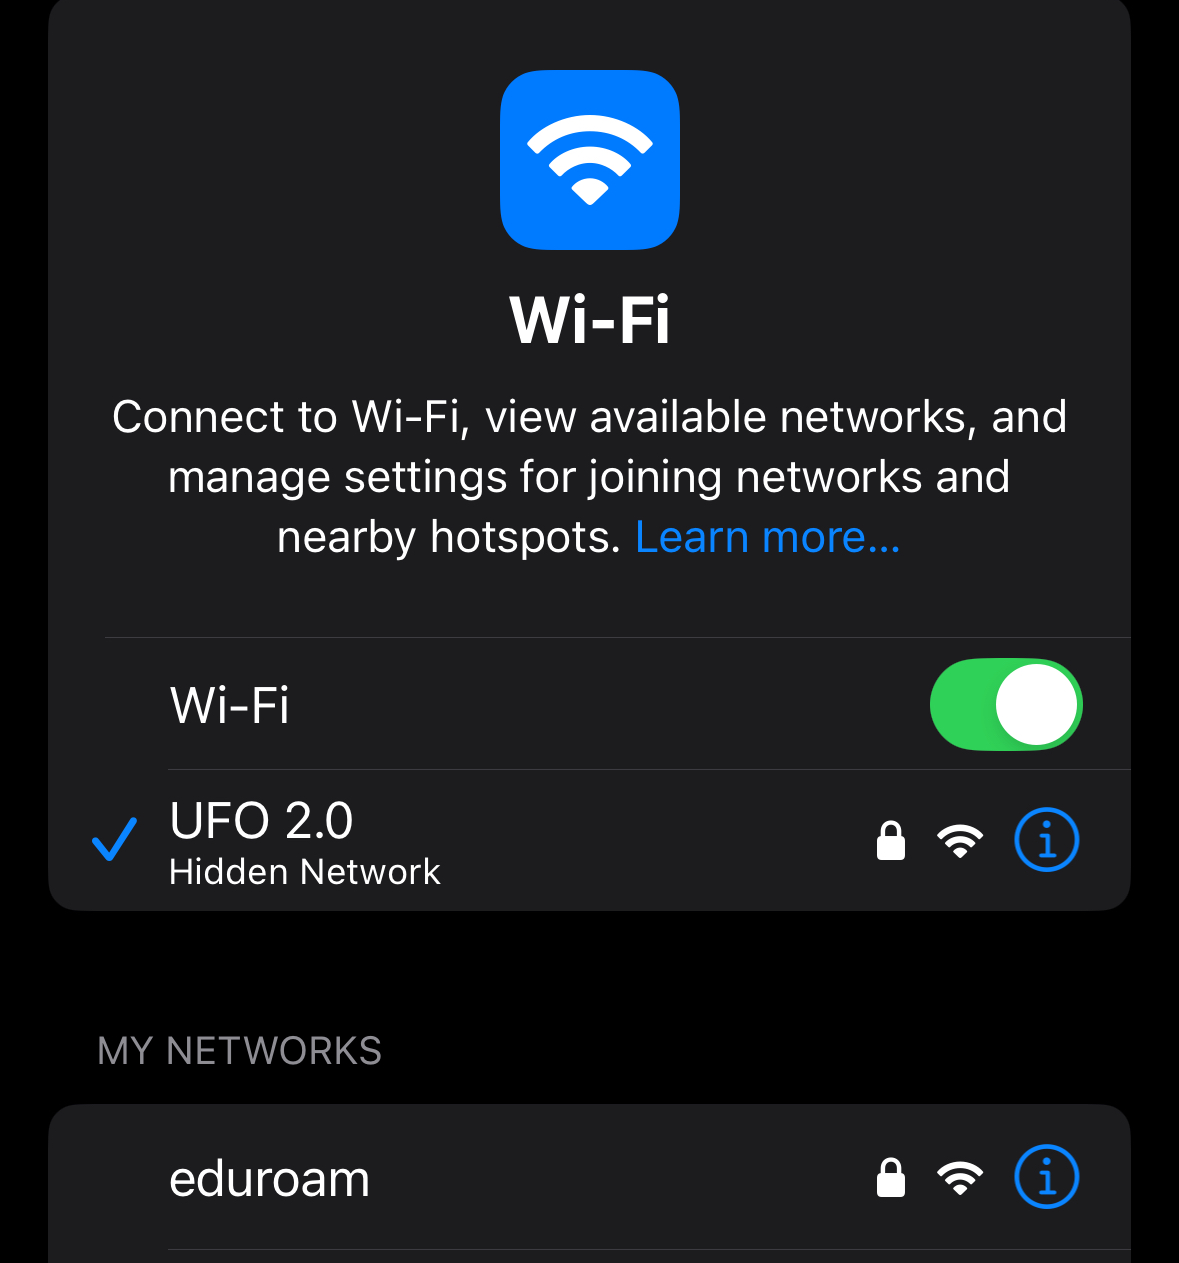 Wi-Fi
Connect to Wi-Fi, view available networks, and
manage settings for joining networks and
nearby hotspots. Learn more...
Wi-Fi
UFO 2.0
Hidden Network
MY NETWORKS
eduroam